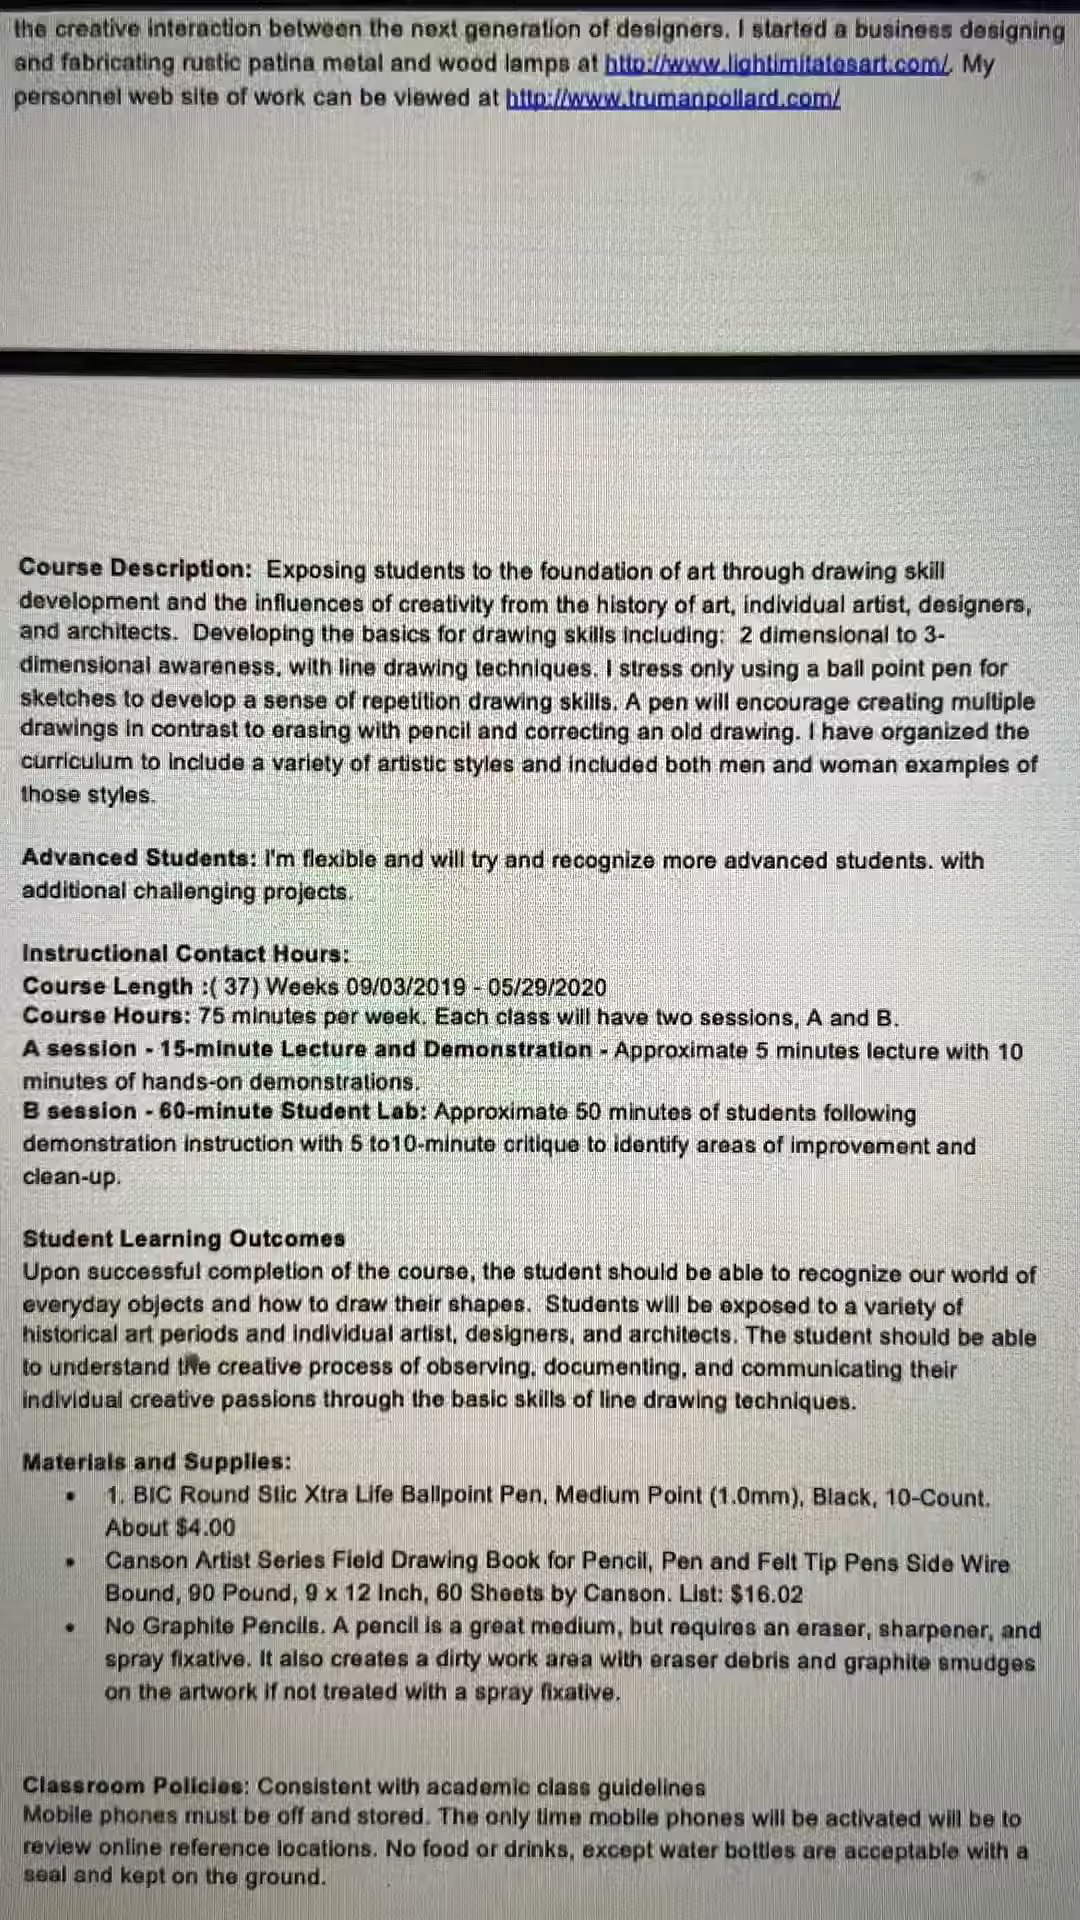 the creative interaction between the next generation of designers. I started a business designing
and fabricating rustic patina metal and wood lamps at http://www.lightimitatesart.com/. My
personnel web site of work can be viewed at http://www.trumanpollard.com/
Course Description: Exposing students to the foundation of art through drawing skill
development and the influences of creativity from the history of art, individual artist, designers,
and architects. Developing the basics for drawing skills including: 2 dimensional to 3-
dimensional awareness, with line drawing techniques. I stress only using a ball point pen for
sketches to develop a sense of repetition drawing skills. A pen will encourage creating multiple
drawings in contrast to erasing with pencil and correcting an old drawing. I have organized the
curriculum to include a variety of artistic styles and included both men and woman examples of
those styles.
Advanced Students: I'm flexible and will try and recognize more advanced students. with
additional challenging projects.
Instructional Contact Hours:
Course Length :( 37) Weeks 09/03/2019 - 05/29/2020
Course Hours: 75 minutes per week. Each class will have two sessions, A and B.
A session - 15-minute Lecture and Demonstration - Approximate 5 minutes lecture with 10
minutes of hands-on demonstrations.
B session - 60-minute Student Lab: Approximate 50 minutes of students following
demonstration instruction with 5 to10-minute critique to identify areas of improvement and
clean-up.
Student Learning Outcomes
Upon successful completion of the course, the student should be able to recognize our world of
everyday objects and how to draw their shapes. Students will be exposed to a variety of
historical art periods and individual artist, designers, and architects. The student should be able
to understand the creative process of observing, documenting, and communicating their
individual creative passions through the basic skills of line drawing techniques.
Materials and Supplies:
• 1. BIC Round Stic Xtra Life Ballpoint Pen, Medium Point (1.0mm), Black, 10-Count.
About $4.00
• Canson Artist Series Field Drawing Book for Pencil, Pen and Felt Tip Pens Side Wire
Bound, 90 Pound, 9 x 12 Inch, 60 Sheets by Canson. List: $16.02
• No Graphite Pencils. A pencil is a great medium, but requires an eraser, sharpener, and
spray fixative. It also creates a dirty work area with eraser debris and graphite smudges
on the artwork if not treated with a spray fixative.
Classroom Policies: Consistent with academic class guidelines
Mobile phones must be off and stored. The only time mobile phones will be activated will be to
review online reference locations. No food or drinks, except water bottles are acceptable with a
seal and kept on the ground.